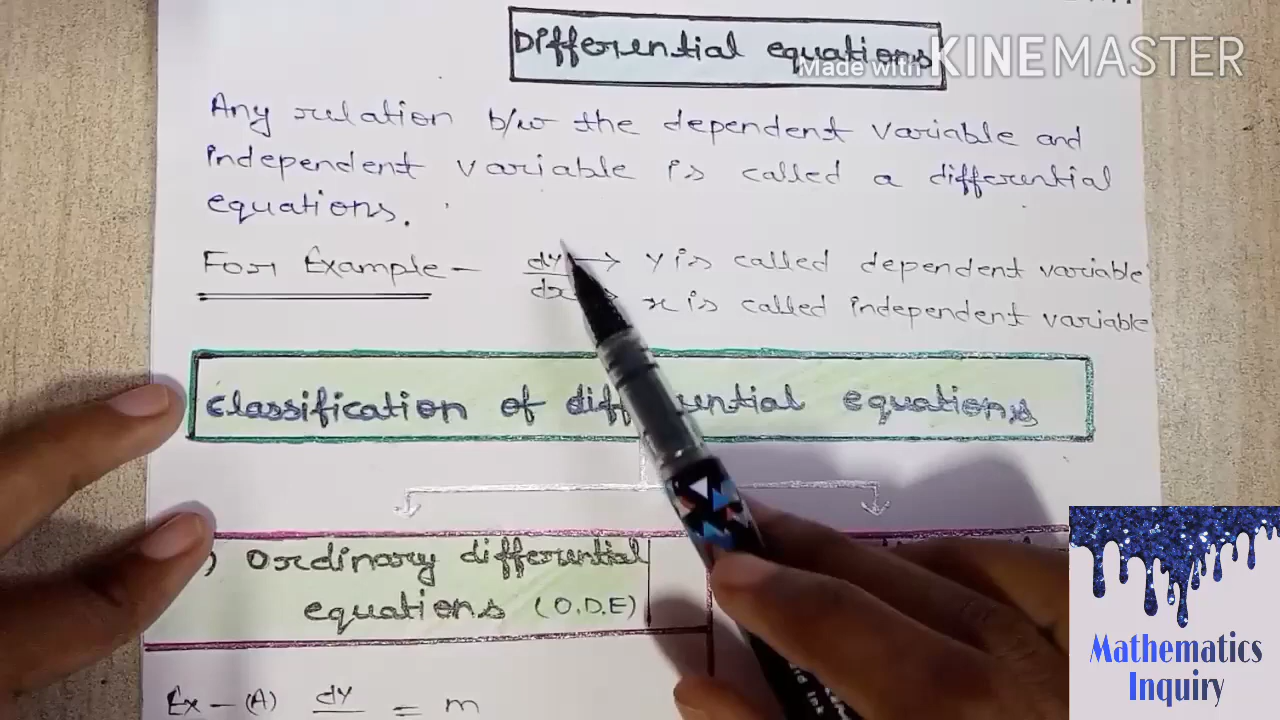 Differential equations
Made with KINEMASTER
Any relation b/w the dependent variable and
independent variable is called a differential
equations.
For Example - dy/dx → y is called dependent variable
x is called independent variable
Classification of differential equations
) Ordinary differential
equations (O.D.E)
Ex - (A) dy = m
Mathematics
Inquiry